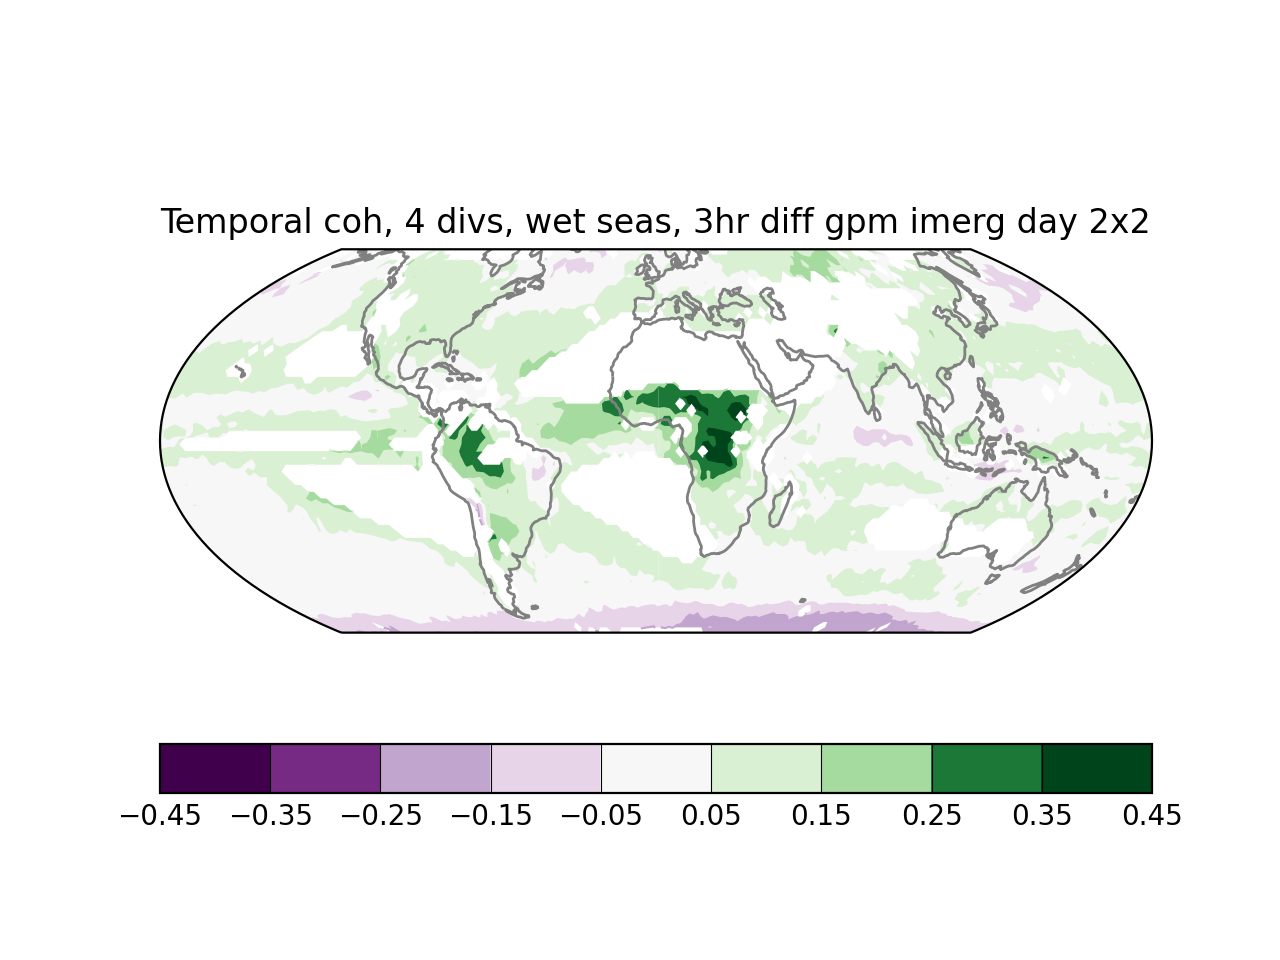 Temporal coh, 4 divs, wet seas, 3hr diff gpm imerg day 2x2
−0.45 −0.35 −0.25 −0.15 −0.05 0.05 0.15 0.25 0.35 0.45